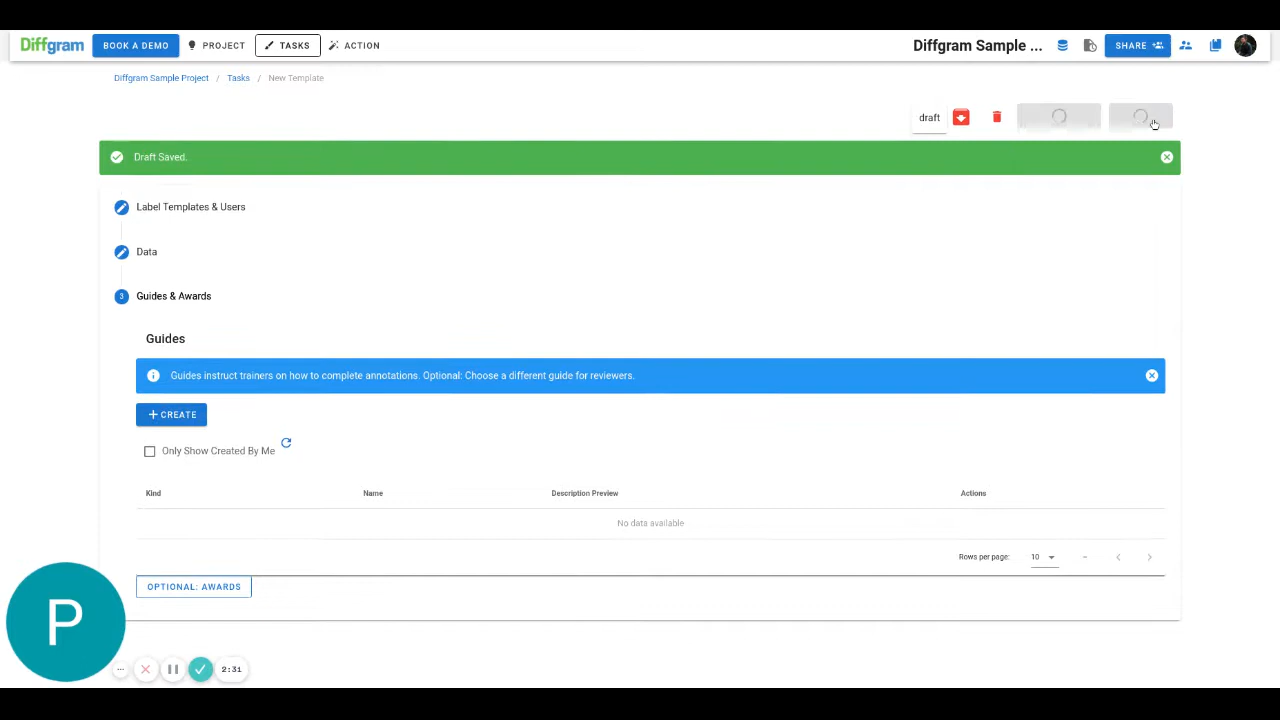 Diffgram BOOK A DEMO PROJECT TASKS ACTION Diffgram Sample ... SHARE
Diffgram Sample Project / Tasks / New Template
draft
Draft Saved.
Label Templates & Users
Data
3 Guides & Awards
Guides
Guides instruct trainers on how to complete annotations. Optional: Choose a different guide for reviewers.
+ CREATE
Only Show Created By Me
Kind Name Description Preview Actions
No data available
Rows per page: 10 –
OPTIONAL: AWARDS
P
... 2:31